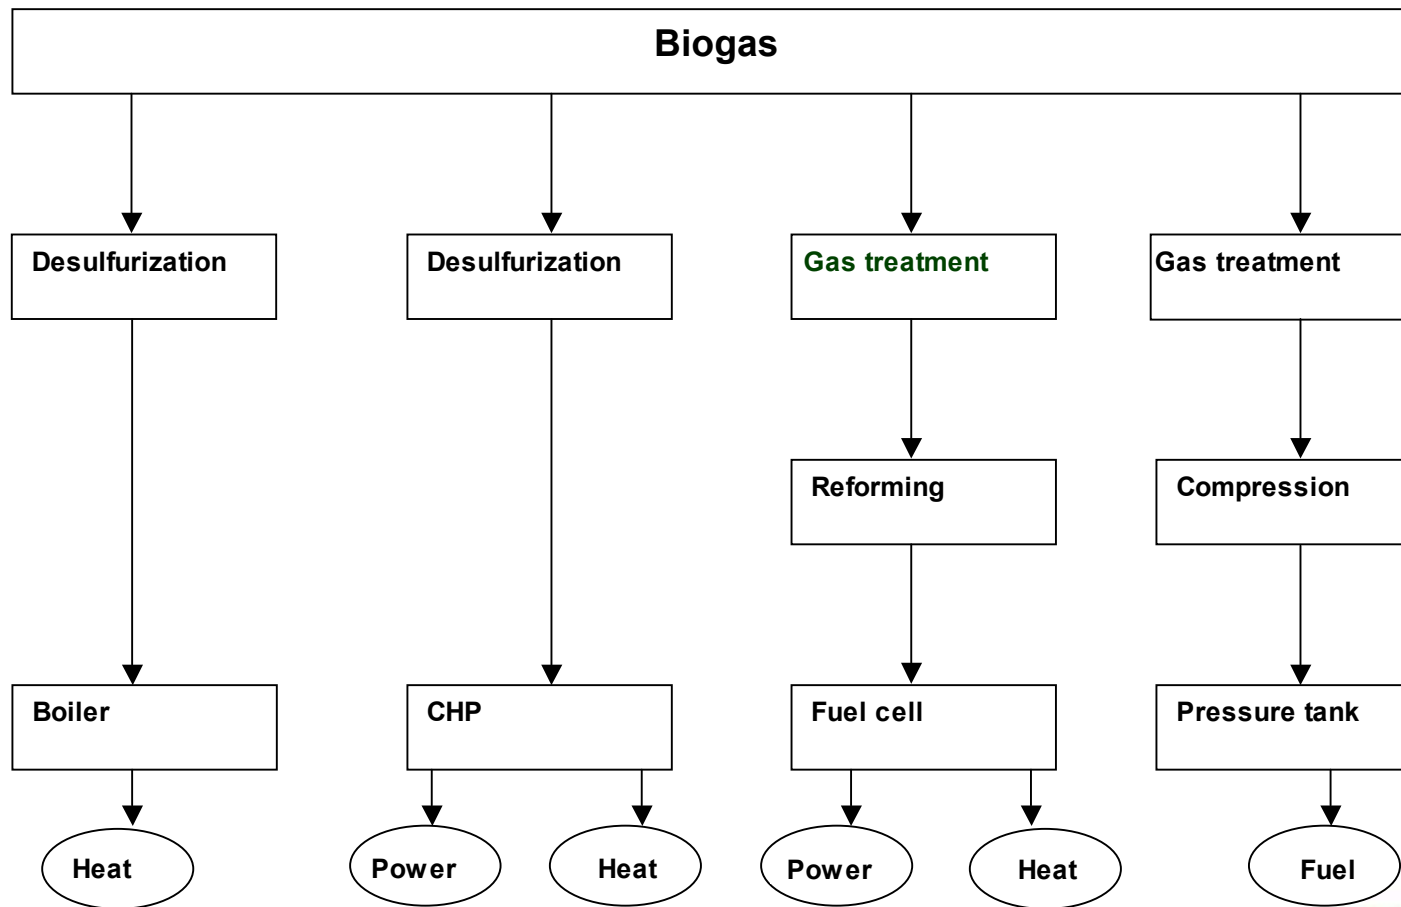 Biogas
Desulfurization
Desulfurization
Gas treatment
Gas treatment
Reforming
Compression
Boiler
CHP
Fuel cell
Pressure tank
Heat
Power
Heat
Power
Heat
Fuel